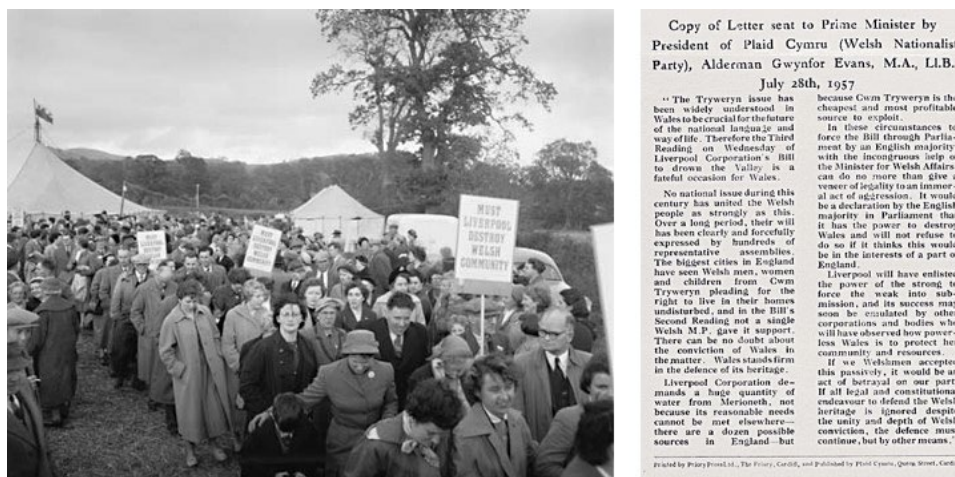 MUST
LIVERPOOL
DESTROY
WELSH
COMMUNITY
Copy of Letter sent to Prime Minister by
President of Plaid Cymru (Welsh Nationalist
Party), Alderman Gwynfor Evans, M.A., Ll.B.
July 28th, 1957
" The Tryweryn issue has
been widely understood in
Wales to be crucial for the future
of the national language and
way of life. Therefore the Third
Reading on Wednesday of
Liverpool Corporation's Bill
to drown the Valley is a
fateful occasion for Wales.
No national issue during this
century has united the Welsh
people as strongly as this.
Over a long period, their will
has been clearly and forcefully
expressed by hundreds of
representative assemblies.
The biggest cities in England
have seen Welsh men, women
and children from Cwm
Tryweryn pleading for the
right to live in their homes
undisturbed, and in the Bill's
Second Reading not a single
Welsh M.P. gave it support.
There can be no doubt about
the conviction of Wales in
the matter. Wales stands firm
in the defence of its heritage.
Liverpool Corporation de-
mands a huge quantity of
water from Merioneth, not
because its reasonable needs
cannot be met elsewhere—
there are a dozen possible
sources in England—but
because Cwm Tryweryn is the
cheapest and most profitable
source to exploit.
In these circumstances to
force the Bill through Parlia-
ment by an English majority
with the incongruous help of
the Minister for Welsh Affairs,
can do no more than give a
veneer of legality to an immor-
al act of aggression. It would
be a declaration by the English
majority in Parliament that
it has the power to destroy
Wales and will not refuse to
do so if it thinks this would
be in the interests of a part of
England.
Liverpool will have enlisted
the power of the strong to
force the weak into sub-
mission, and its success may
soon be emulated by other
corporations and bodies who
will have observed how power-
less Wales is to protect her
community and resources.
If we Welshmen accepted
this passively, it would be an
act of betrayal on our part.
If all legal and constitutional
endeavour to defend the Welsh
heritage is ignored despite
the unity and depth of Welsh
conviction, the defence must
continue, but by other means."
Printed by Priory Press Ltd., The Priory, Cardiff, and Published by Plaid Cymru, Queen Street, Cardiff